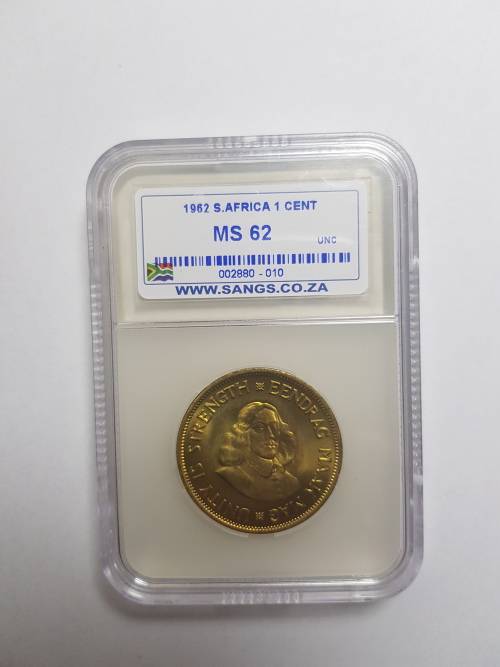 1962 S.AFRICA 1 CENT
MS 62
UNC
002880 - 010
WWW.SANGS.CO.ZA
UNITY IS STRENGTH ※ EENDRAG MAAK MAG ※